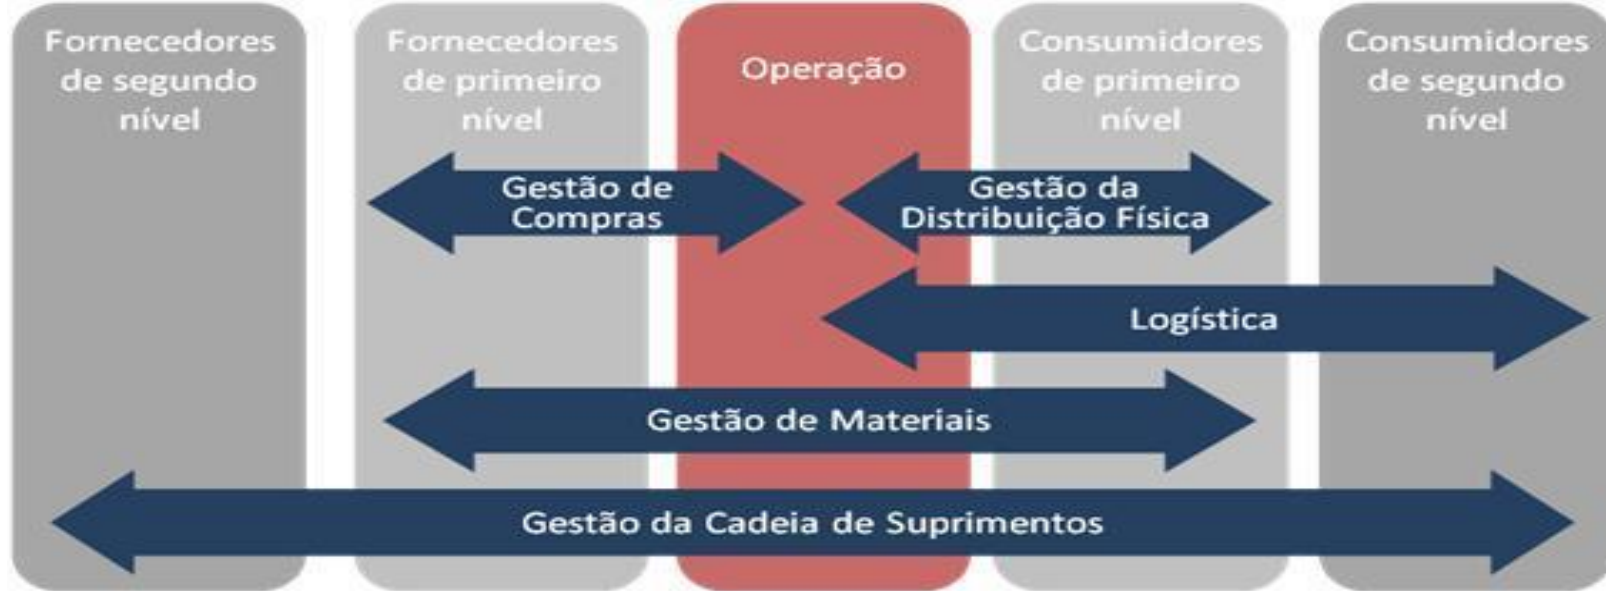 Fornecedores
de segundo
nível
Fornecedores
de primeiro
nível
Operação
Consumidores
de primeiro
nível
Consumidores
de segundo
nível
Gestão de
Compras
Gestão da
Distribuição Física
Logística
Gestão de Materiais
Gestão da Cadeia de Suprimentos